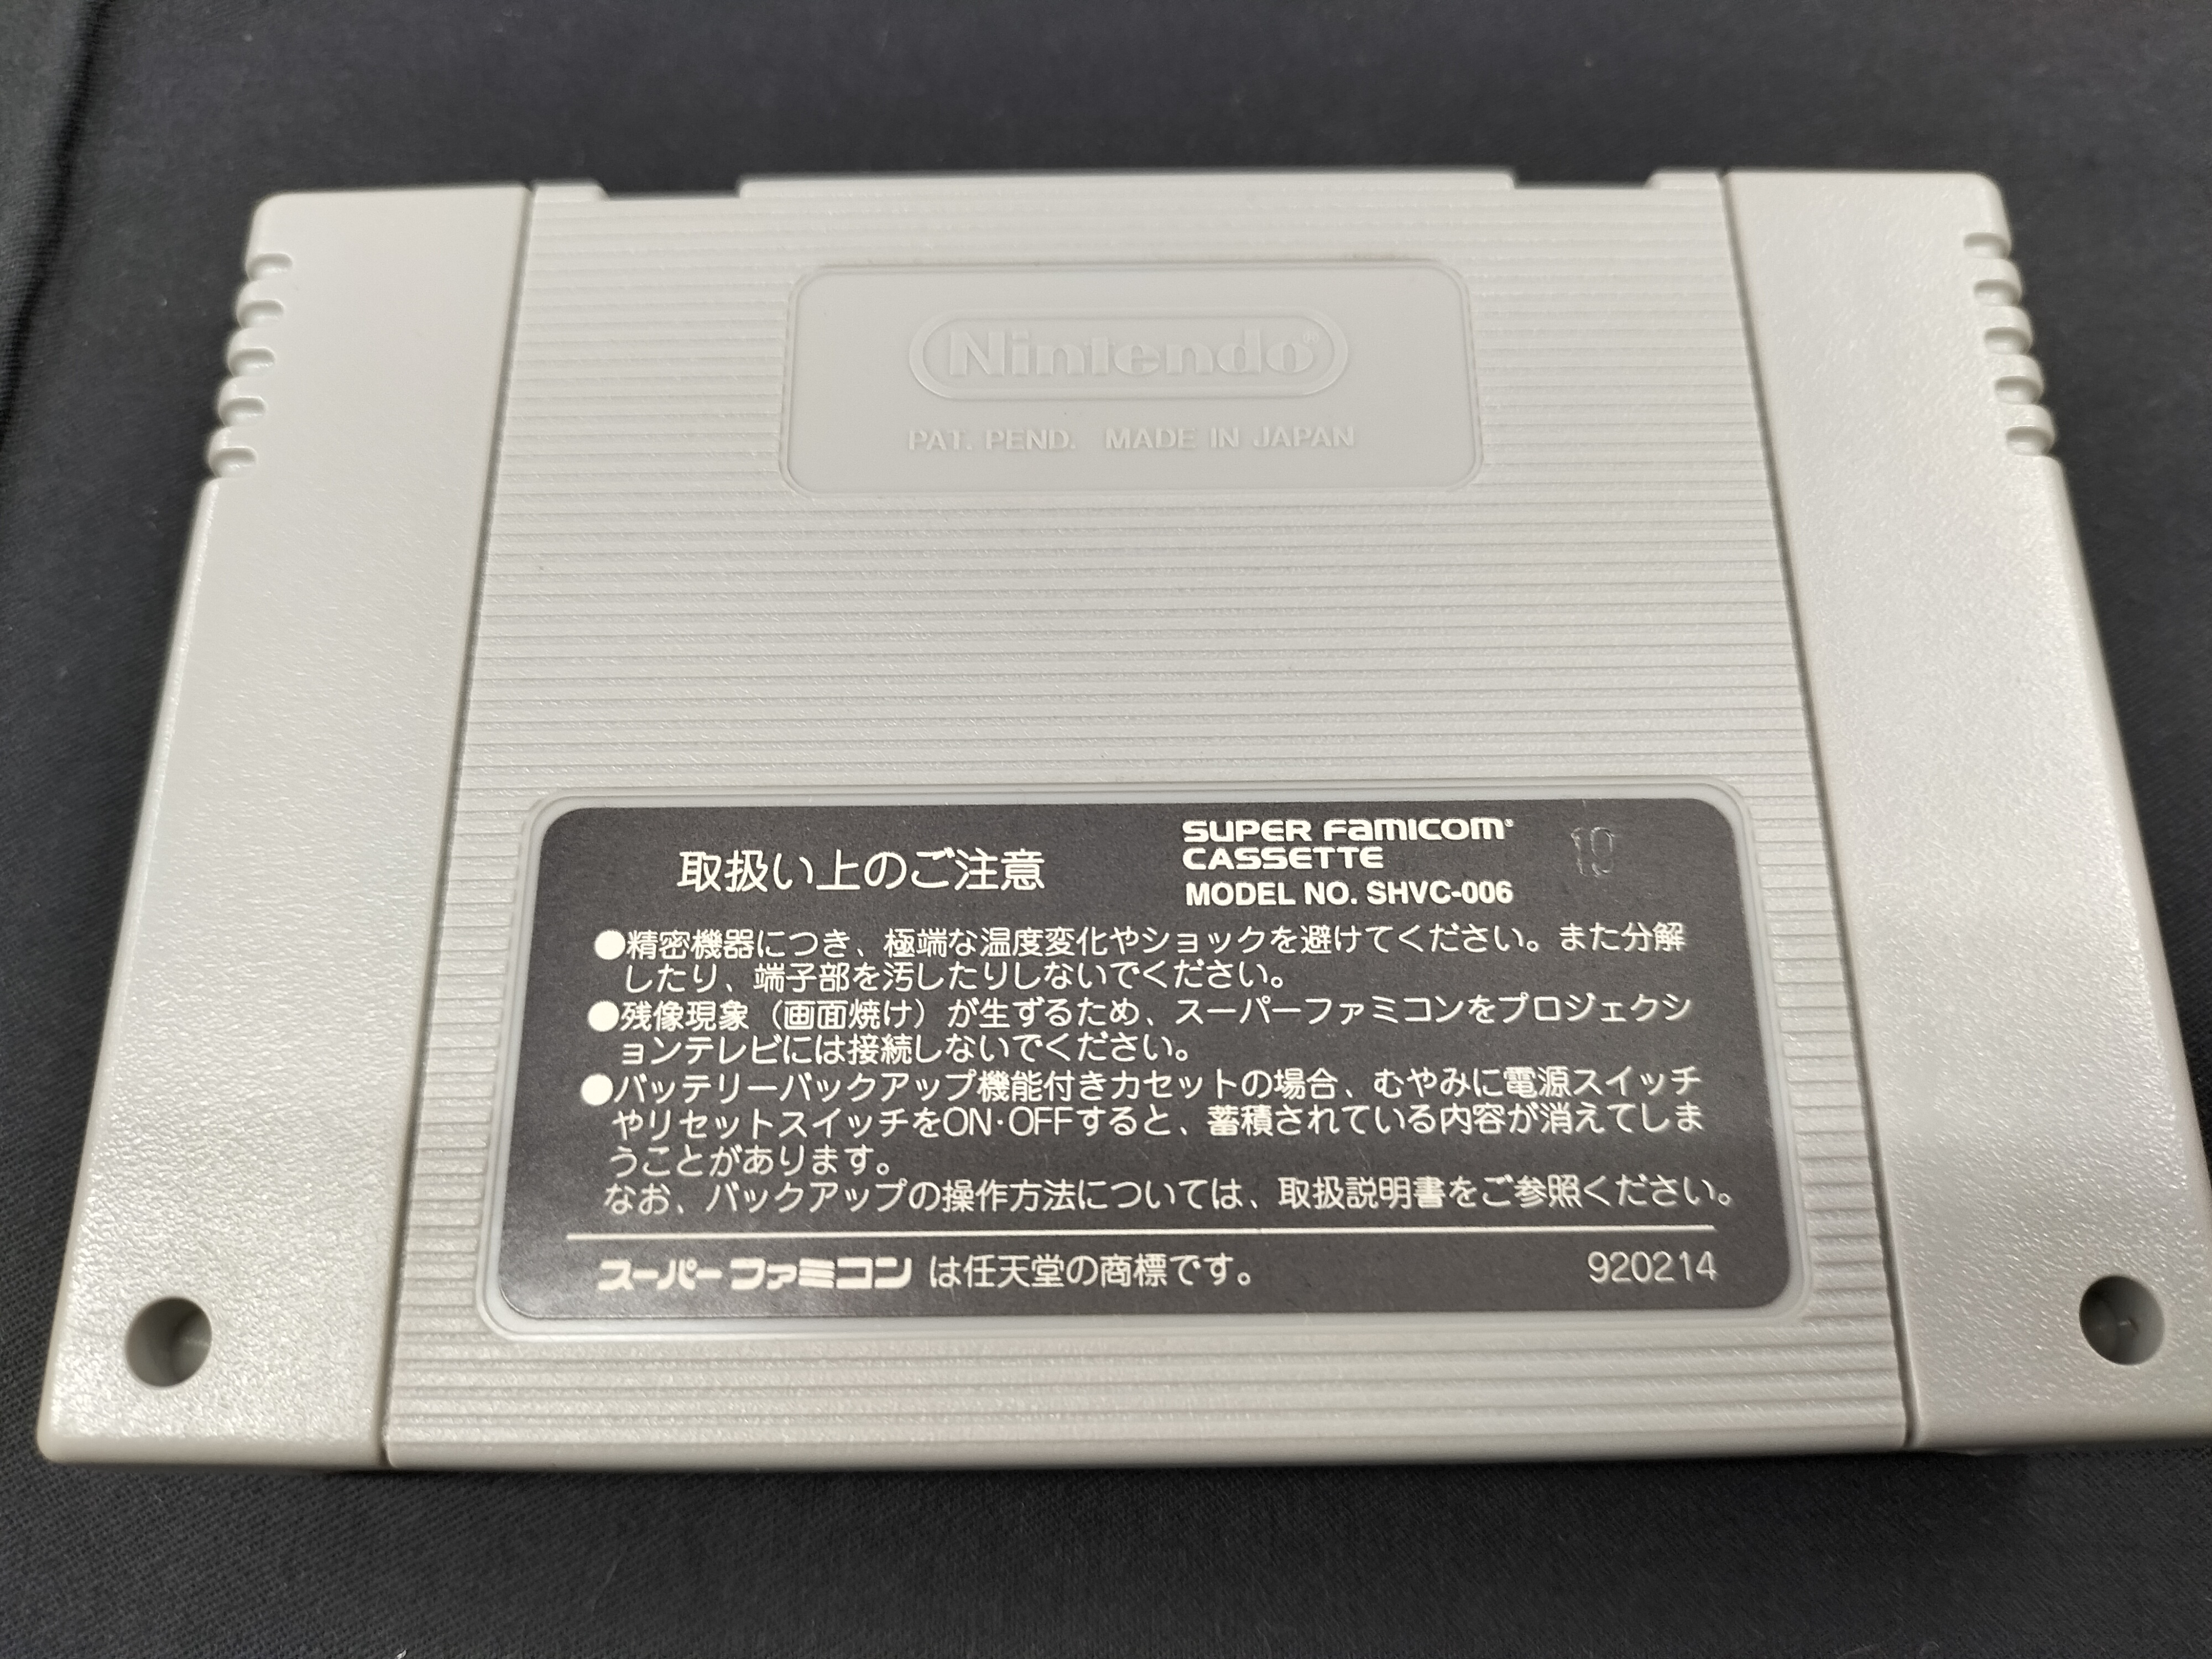 Nintendo®
PAT. PEND. MADE IN JAPAN
取扱い上のご注意
SUPER FAMICOM®
CASSETTE
MODEL NO. SHVC-006
10
●精密機器につき、極端な温度変化やショックを避けてください。また分解
したり、端子部を汚したりしないでください。
●残像現象（画面焼け）が生ずるため、スーパーファミコンをプロジェクシ
ョンテレビには接続しないでください。
●バッテリーバックアップ機能付きカセットの場合、むやみに電源スイッチ
やリセットスイッチをON･OFFすると、蓄積されている内容が消えてしま
うことがあります。
なお、バックアップの操作方法については、取扱説明書をご参照ください。
スーパーファミコン は任天堂の商標です。
920214